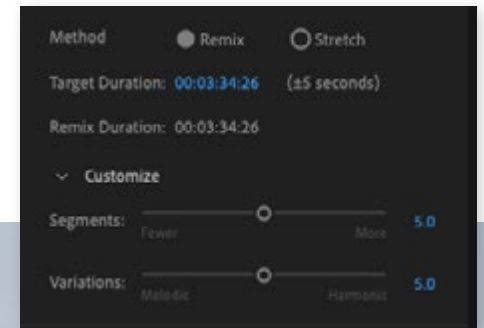 Method Remix Stretch
Target Duration: 00:03:34:26 (±5 seconds)
Remix Duration: 00:03:34:26
Customize
Segments: 5.0
Fewer More
Variations: 5.0
Melodic Harmonic